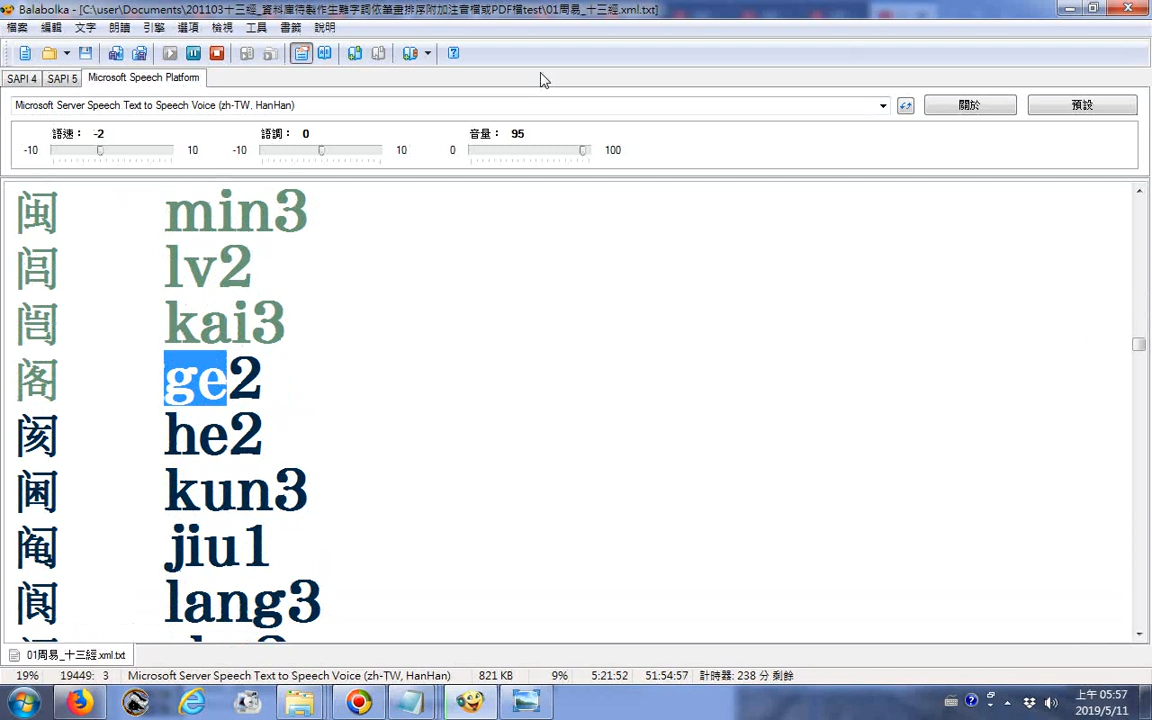 Balabolka - [C:\user\Documents\201103十三經_資料庫待製作生難字詞依筆畫排序附加注音檔或PDF檔test\01周易_十三經.xml.txt]
檔案 編輯 文字 朗讀 引擎 選項 檢視 工具 書籤 說明
SAPI 4 SAPI 5 Microsoft Speech Platform
Microsoft Server Speech Text to Speech Voice (zh-TW, HanHan) 關於 預設
語速： -2 語調： 0 音量： 95
-10 10 -10 10 0 100
闽 min3
闾 lv2
闿 kai3
阁 ge2
阂 he2
阃 kun3
阄 jiu1
阆 lang3
01周易_十三經.xml.txt
19% 19449: 3 Microsoft Server Speech Text to Speech Voice (zh-TW, HanHan) 821 KB 9% 5:21:52 51:54:57 計時器: 238 分 剩餘
上午 05:57
2019/5/11